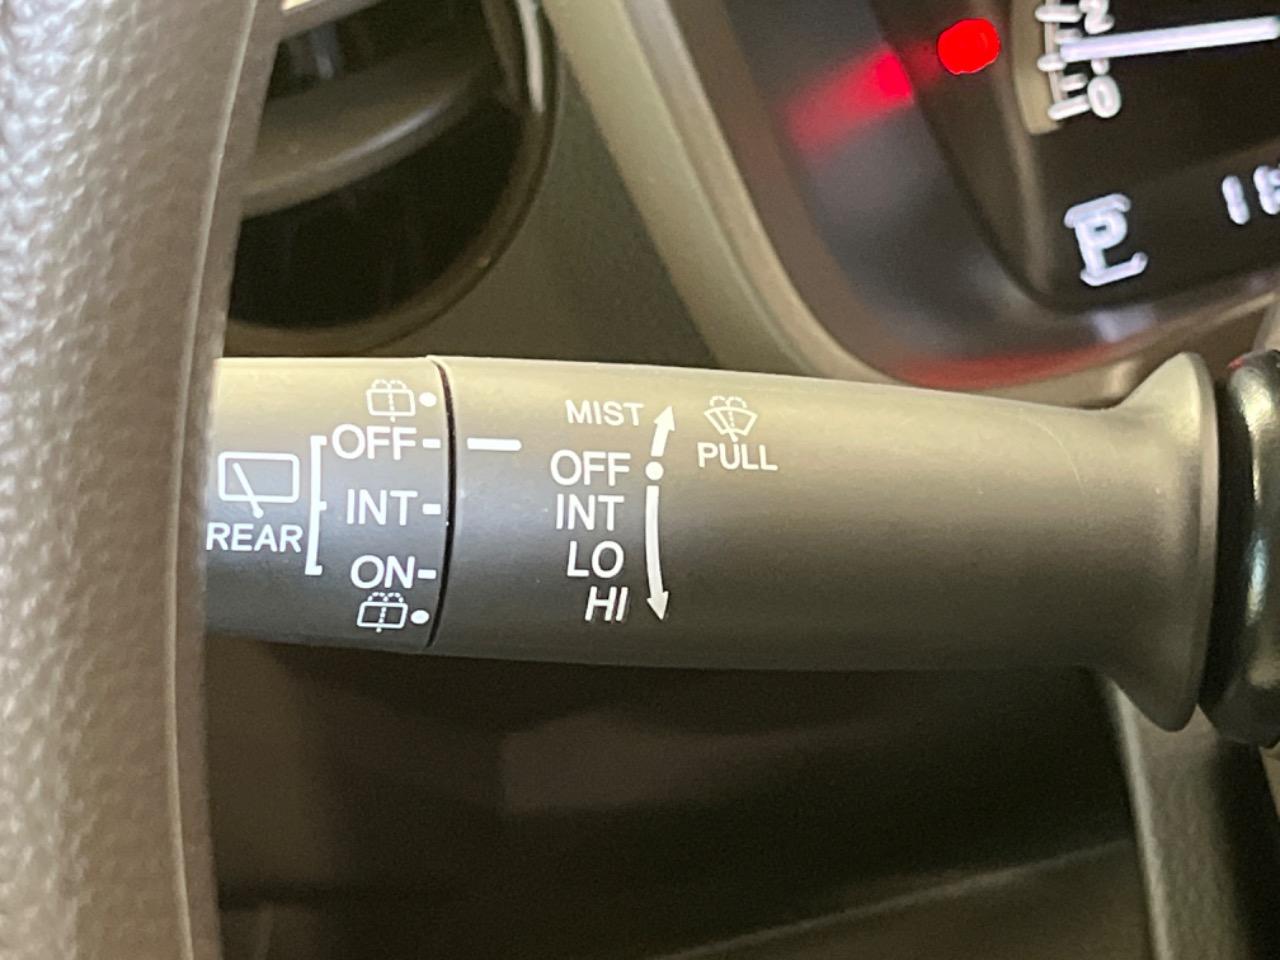 OFF
INT
ON
REAR
MIST
OFF
INT
LO
HI
PULL
P